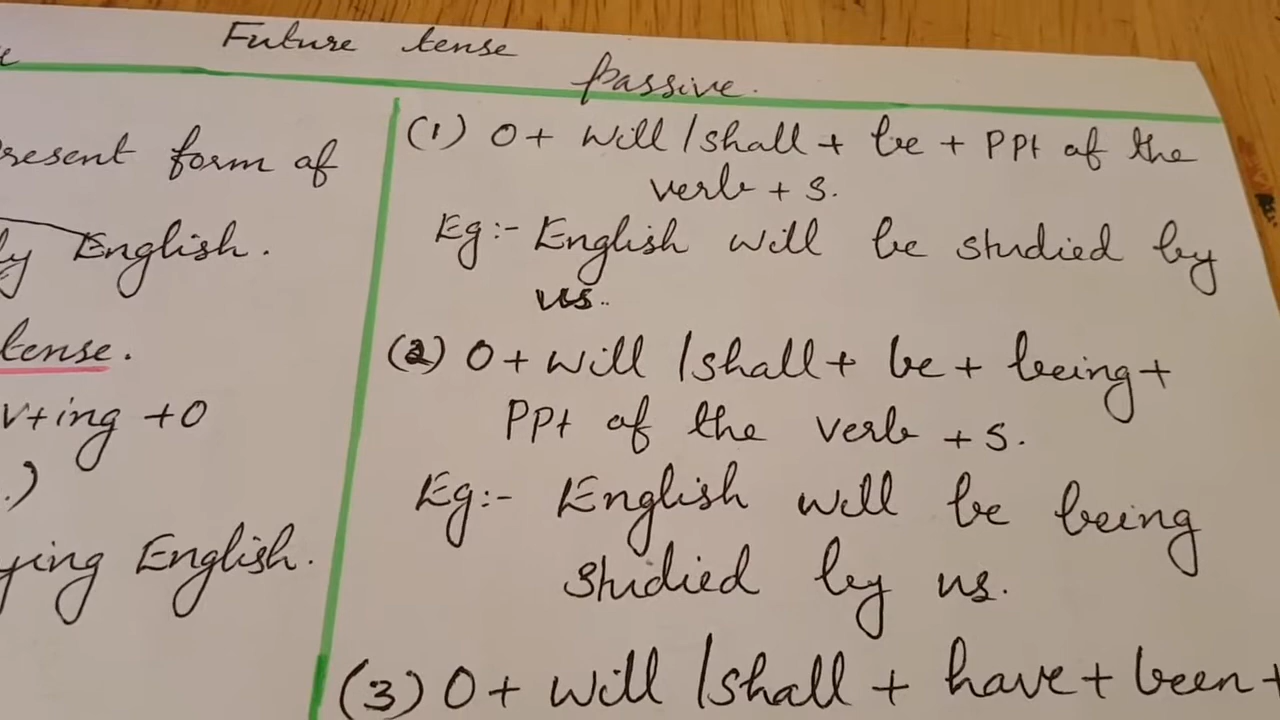 Future tense
Passive.
resent form of
ly English.
tense.
v+ing +O
.)
ying English.
(1) O+ will /shall + be + PPt of the
verb + s.
Eg:- English will be studied by
us..
(2) O+ will /shall + be + being +
PPt of the verb + s.
Eg:- English will be being
studied by us.
(3) O+ will /shall + have + been +